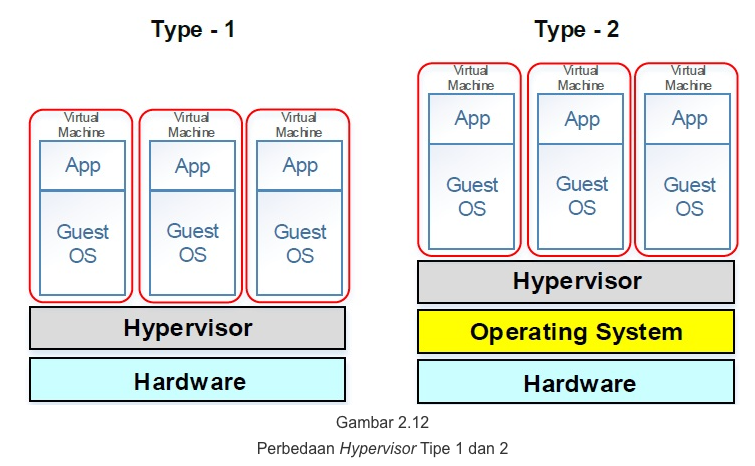 Type - 1
Virtual
Machine
App
Guest
OS
Virtual
Machine
App
Guest
OS
Virtual
Machine
App
Guest
OS
Hypervisor
Hardware
Type - 2
Virtual
Machine
App
Guest
OS
Virtual
Machine
App
Guest
OS
Virtual
Machine
App
Guest
OS
Hypervisor
Operating System
Hardware
Gambar 2.12
Perbedaan Hypervisor Tipe 1 dan 2